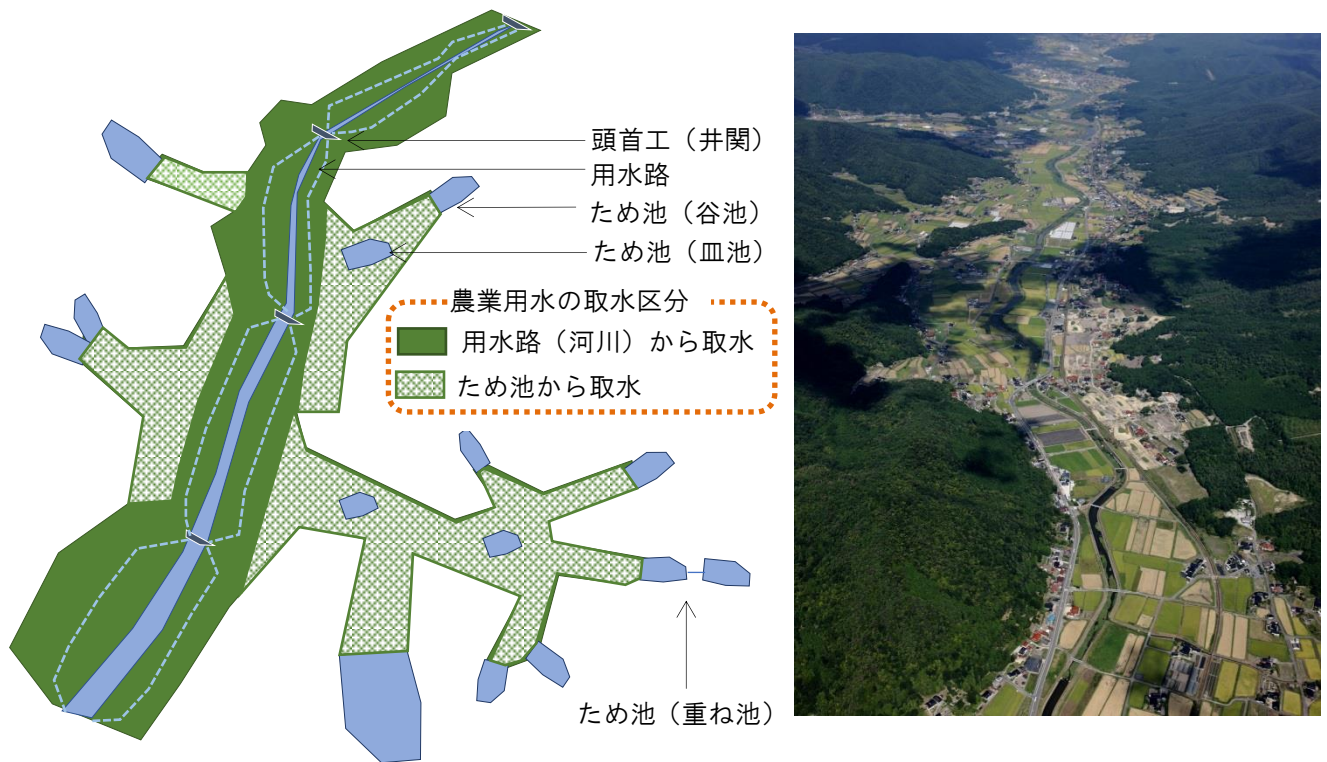 頭首工（井関）
用水路
ため池（谷池）
ため池（皿池）
農業用水の取水区分
用水路（河川）から取水
ため池から取水
ため池（重ね池）